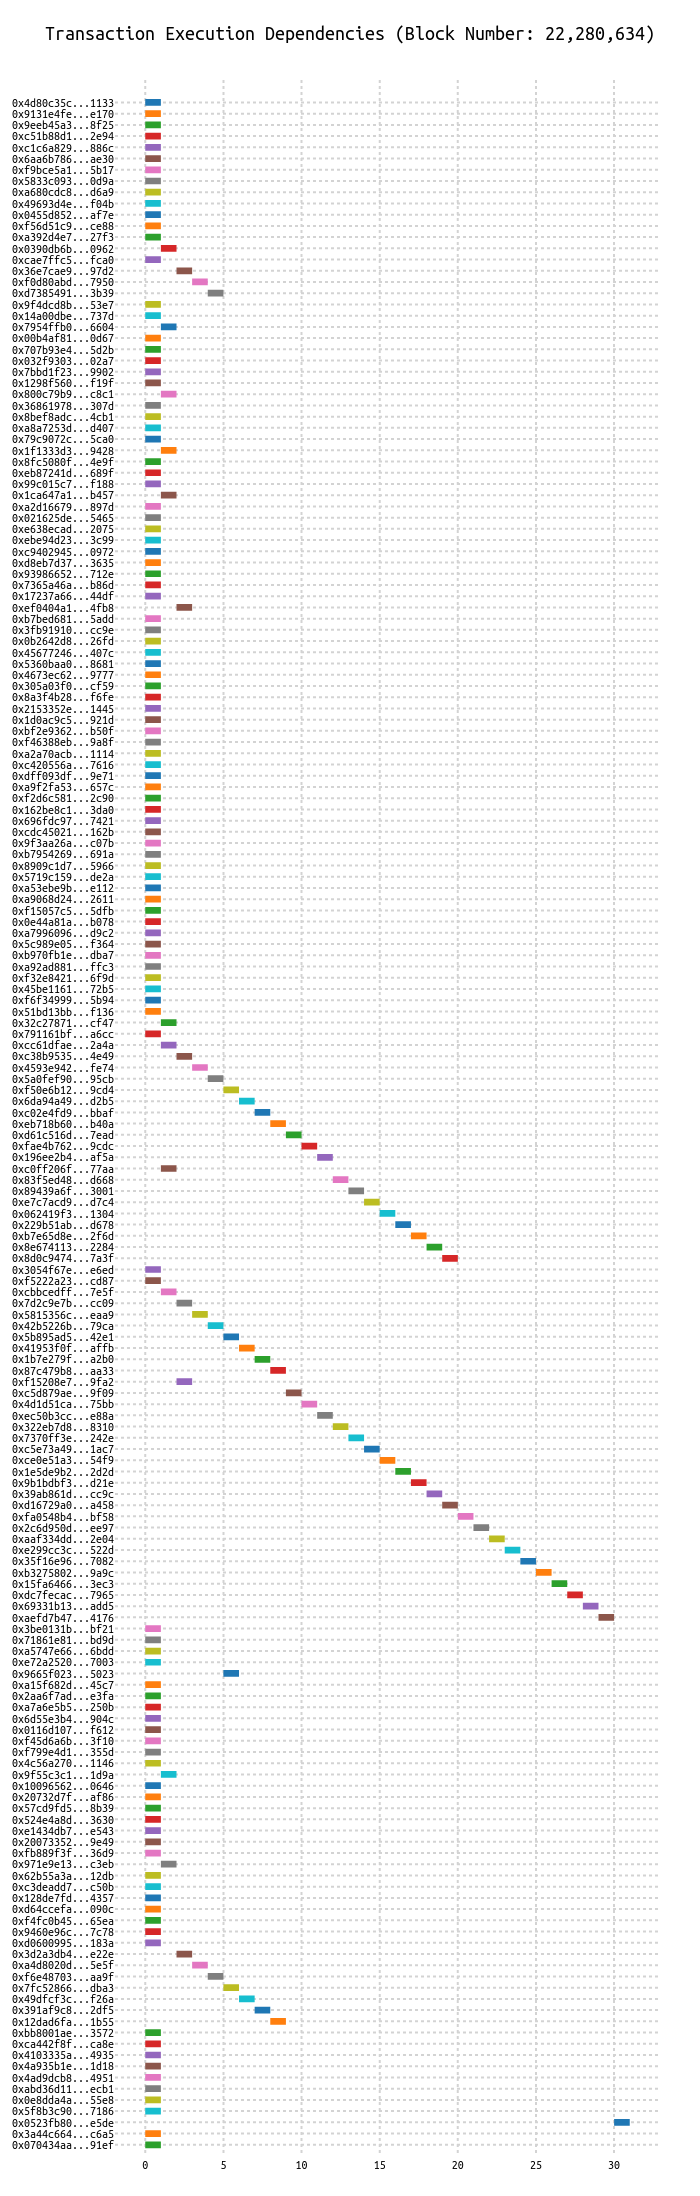 Transaction Execution Dependencies (Block Number: 22,280,634)
0x4d80c35c...1133
0x9131e4fe...e170
0x9eeb45a3...8f25
0xc51b88d1...2e94
0xc1c6a829...886c
0x6aa6b786...ae30
0xf9bce5a1...5b17
0x5833c093...0d9a
0xa680cdc8...d6a9
0x49693d4e...f04b
0x0455d852...af7e
0xf56d51c9...ce88
0xa392d4e7...27f3
0x0390db6b...0962
0xcae7ffc5...fca0
0x36e7cae9...97d2
0xf0d80abd...7950
0xd7385491...3b39
0x9f4dcd8b...53e7
0x14a00dbe...737d
0x7954ffb0...6604
0x00b4af81...0d67
0x707b93e4...5d2b
0x032f9303...02a7
0x7bbd1f23...9902
0x1298f560...f19f
0x800c79b9...c8c1
0x36861978...307d
0x8bef8adc...4cb1
0xa8a7253d...d407
0x79c9072c...5ca0
0x1f1333d3...9428
0x8fc5080f...4e9f
0xeb87241d...689f
0x99c015c7...f188
0x1ca647a1...b457
0xa2d16679...897d
0x021625de...5465
0xe638ecad...2075
0xebe94d23...3c99
0xc9402945...0972
0xd8eb7d37...3635
0x93986652...712e
0x7365a46a...b86d
0x17237a66...44df
0xef0404a1...4fb8
0xb7bed681...5add
0x3fb91910...cc9e
0x0b2642d8...26fd
0x45677246...407c
0x5360baa0...8681
0x4673ec62...9777
0x305a03f0...cf59
0x8a3f4b28...f6fe
0x2153352e...1445
0x1d0ac9c5...921d
0xbf2e9362...b50f
0xf46388eb...9a8f
0xa2a70acb...1114
0xc420556a...7616
0xdff093df...9e71
0xa9f2fa53...657c
0xf2d6c581...2c90
0x162be8c1...3da0
0x696fdc97...7421
0xcdc45021...162b
0x9f3aa26a...c07b
0xb7954269...691a
0x8909c1d7...5966
0x5719c159...de2a
0xa53ebe9b...e112
0xa9068d24...2611
0xf15057c5...5dfb
0x0e44a81a...b078
0xa7996096...d9c2
0x5c989e05...f364
0xb970fb1e...dba7
0xa92ad881...ffc3
0xf32e8421...6f9d
0x45be1161...72b5
0xf6f34999...5b94
0x51bd13bb...f136
0x32c27871...cf47
0x791161bf...a6cc
0xcc61dfae...2a4a
0xc38b9535...4e49
0x4593e942...fe74
0x5a0fef90...95cb
0xf50e6b12...9cd4
0x6da94a49...d2b5
0xc02e4fd9...bbaf
0xeb718b60...b40a
0xd61c516d...7ead
0xfae4b762...9cdc
0x196ee2b4...af5a
0xc0ff206f...77aa
0x83f5ed48...d668
0x89439a6f...3001
0xe7c7acd9...d7c4
0x062419f3...1304
0x229b51ab...d678
0xb7e65d8e...2f6d
0x8e674113...2284
0x8d0c9474...7a3f
0x3054f67e...e6ed
0xf5222a23...cd87
0xcbbcedff...7e5f
0x7d2c9e7b...cc09
0x5815356c...eaa9
0x42b5226b...79ca
0x5b895ad5...42e1
0x41953f0f...affb
0x1b7e279f...a2b0
0x87c479b8...aa33
0xf15208e7...9fa2
0xc5d879ae...9f09
0x4d1d51ca...75bb
0xec50b3cc...e88a
0x322eb7d8...8310
0x7370ff3e...242e
0xc5e73a49...1ac7
0xce0e51a3...54f9
0x1e5de9b2...2d2d
0x9b1bdbf3...d21e
0x39ab861d...cc9c
0xd16729a0...a458
0xfa0548b4...bf58
0x2c6d950d...ee97
0xaaf334dd...2e04
0xe299cc3c...522d
0x35f16e96...7082
0xb3275802...9a9c
0x15fa6466...3ec3
0xdc7fecac...7965
0x69331b13...add5
0xaefd7b47...4176
0x3be0131b...bf21
0x71861e81...bd9d
0xa5747e66...6bdd
0xe72a2520...7003
0x9665f023...5023
0xa15f682d...45c7
0x2aa6f7ad...e3fa
0xa7a6e5b5...250b
0x6d55e3b4...904c
0x0116d107...f612
0xf45d6a6b...3f10
0xf799e4d1...355d
0x4c56a270...1146
0x9f55c3c1...1d9a
0x10096562...0646
0x20732d7f...af86
0x57cd9fd5...8b39
0x524e4a8d...3630
0xe1434db7...e543
0x20073352...9e49
0xfb889f3f...36d9
0x971e9e13...c3eb
0x62b55a3a...12db
0xc3deadd7...c50b
0x128de7fd...4357
0xd64ccefa...090c
0xf4fc0b45...65ea
0x9460e96c...7c78
0xd0600995...183a
0x3d2a3db4...e22e
0xa4d8020d...5e5f
0xf6e48703...aa9f
0x7fc52866...dba3
0x49dfcf3c...f26a
0x391af9c8...2df5
0x12dad6fa...1b55
0xbb8001ae...3572
0xca442f8f...ca8e
0x4103335a...4935
0x4a935b1e...1d18
0x4ad9dcb8...4951
0xabd36d11...ecb1
0x0e8dda4a...55e8
0x5f8b3c90...7186
0x0523fb80...e5de
0x3a44c664...c6a5
0x070434aa...91ef
0 5 10 15 20 25 30